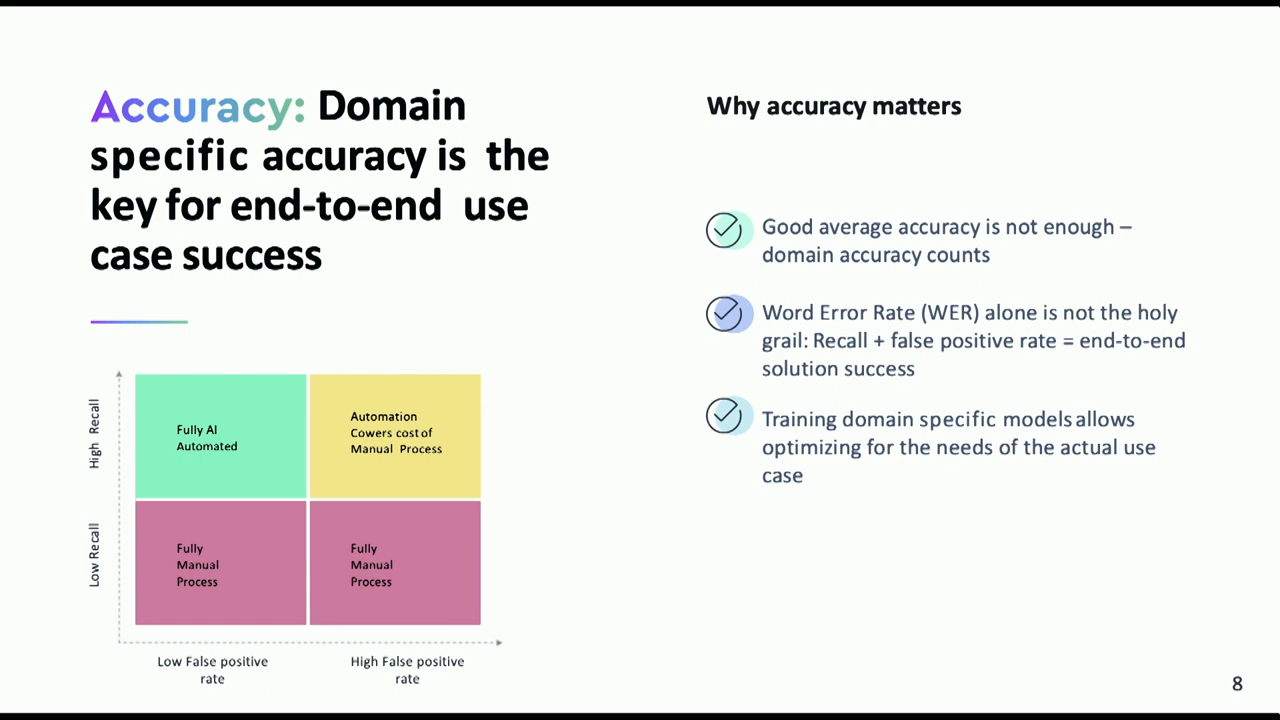 Accuracy: Domain
specific accuracy is the
key for end-to-end use
case success
Why accuracy matters
Good average accuracy is not enough –
domain accuracy counts
Word Error Rate (WER) alone is not the holy
grail: Recall + false positive rate = end-to-end
solution success
Training domain specific models allows
optimizing for the needs of the actual use
case
High Recall
Low Recall
Fully AI
Automated
Automation
Cowers cost of
Manual Process
Fully
Manual
Process
Fully
Manual
Process
Low False positive
rate
High False positive
rate
8